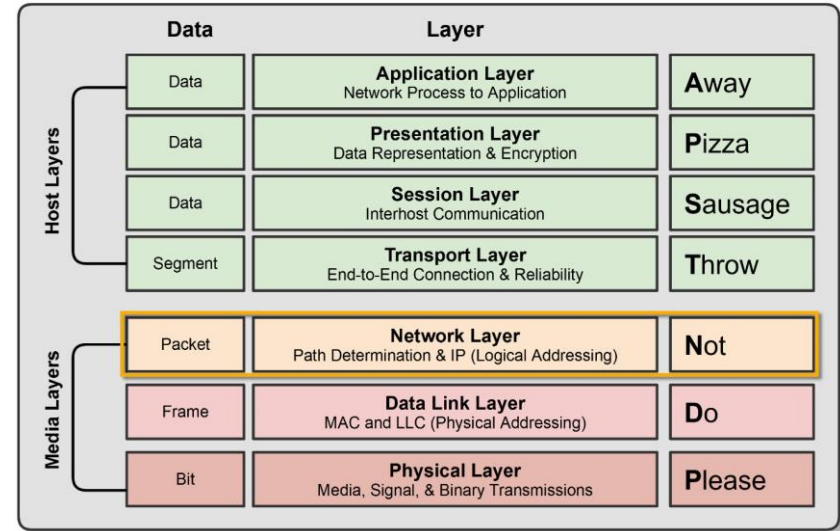 Data Layer
Host Layers
Data
Application Layer
Network Process to Application
Away
Data
Presentation Layer
Data Representation & Encryption
Pizza
Data
Session Layer
Interhost Communication
Sausage
Segment
Transport Layer
End-to-End Connection & Reliability
Throw
Media Layers
Packet
Network Layer
Path Determination & IP (Logical Addressing)
Not
Frame
Data Link Layer
MAC and LLC (Physical Addressing)
Do
Bit
Physical Layer
Media, Signal, & Binary Transmissions
Please